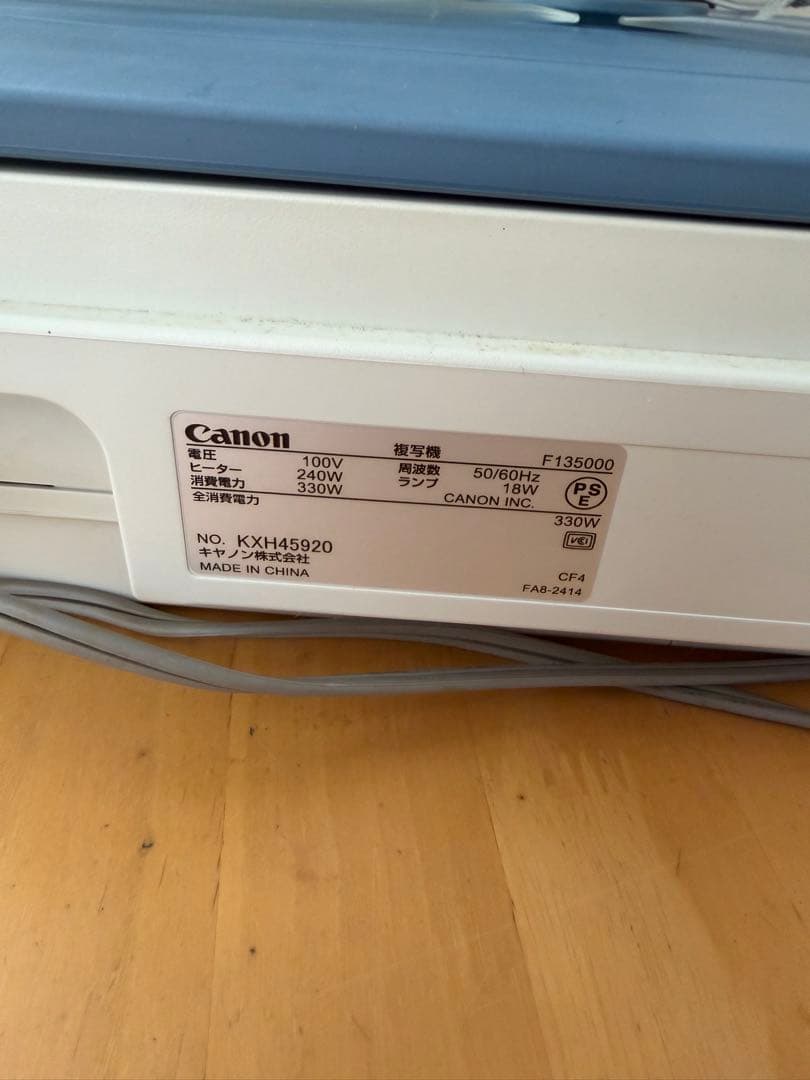 Canon 複写機 F135000
電圧 100V 周波数 50/60Hz
ヒーター 240W ランプ 18W
消費電力 330W CANON INC.
PS
E
全消費電力 330W
VCI
NO. KXH45920
キヤノン株式会社
MADE IN CHINA
CF4
FA8-2414